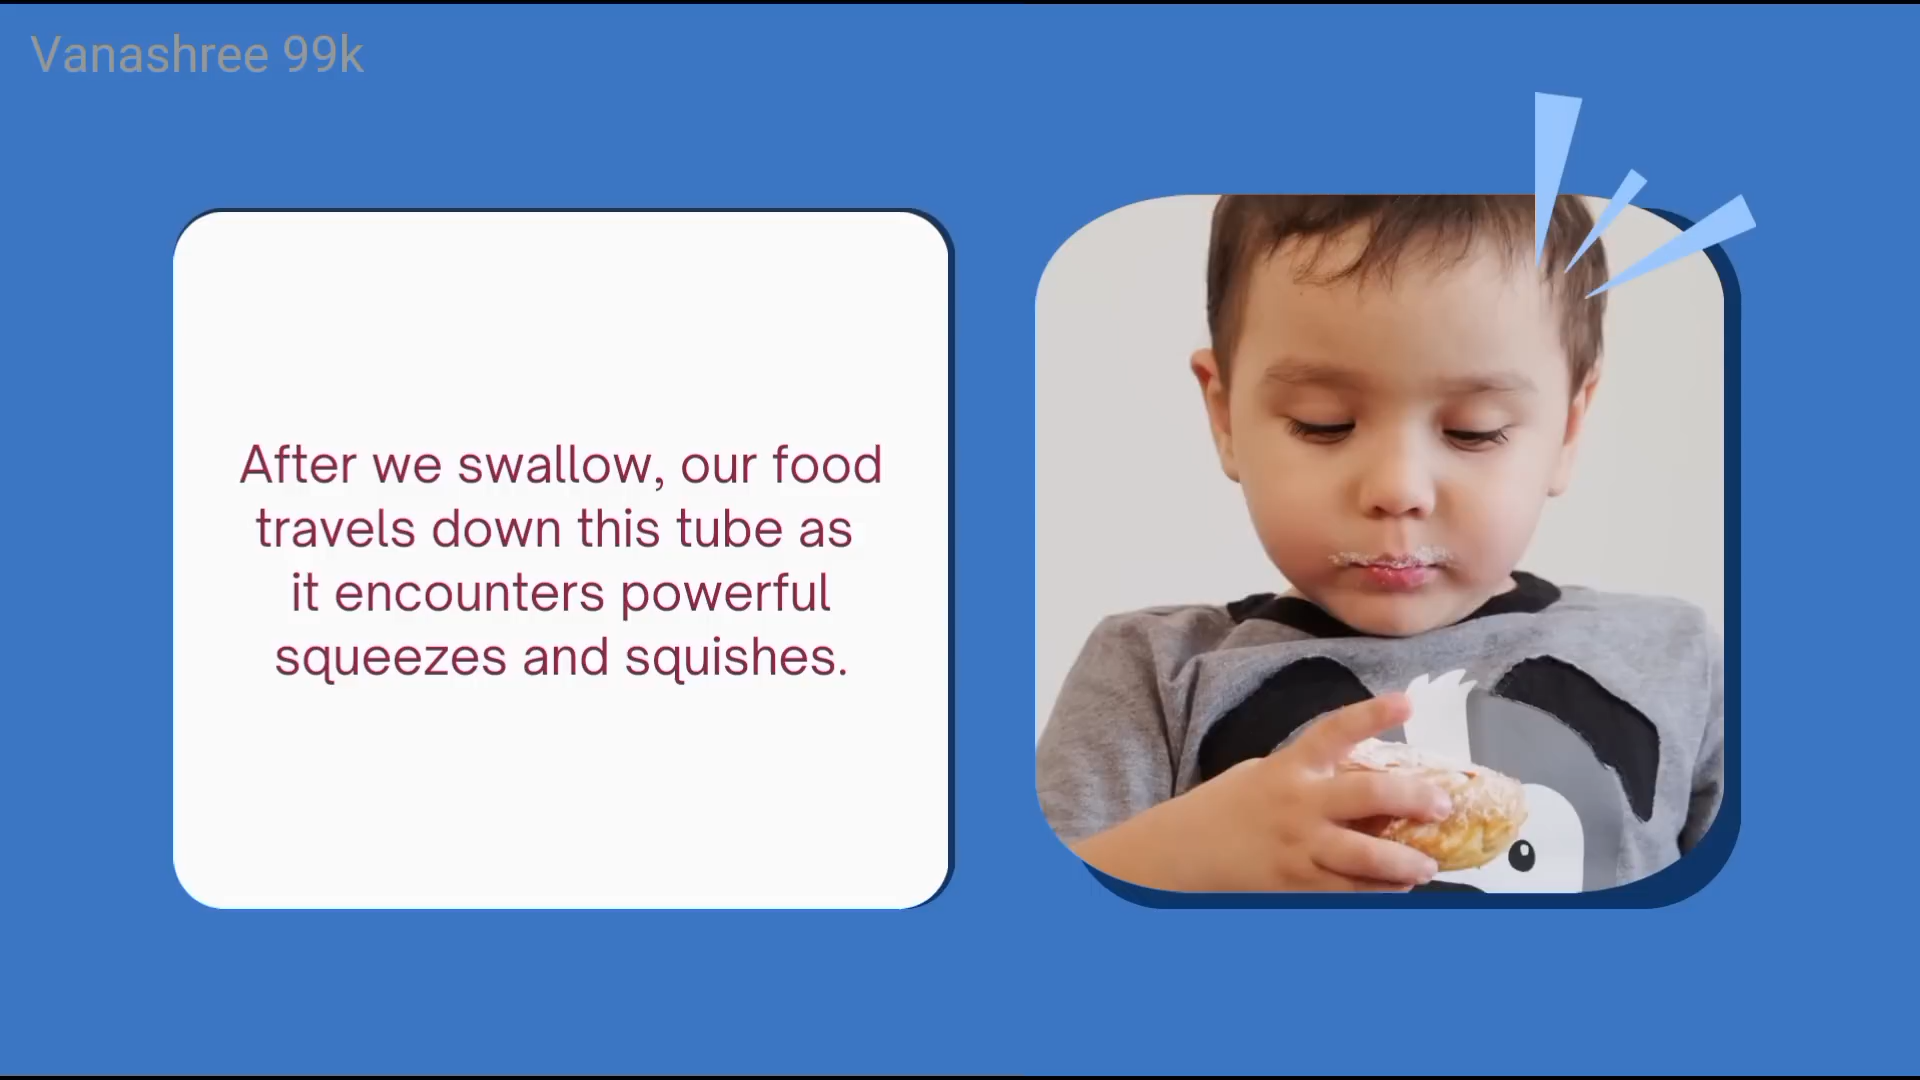 Vanashree 99k
After we swallow, our food
travels down this tube as
it encounters powerful
squeezes and squishes.